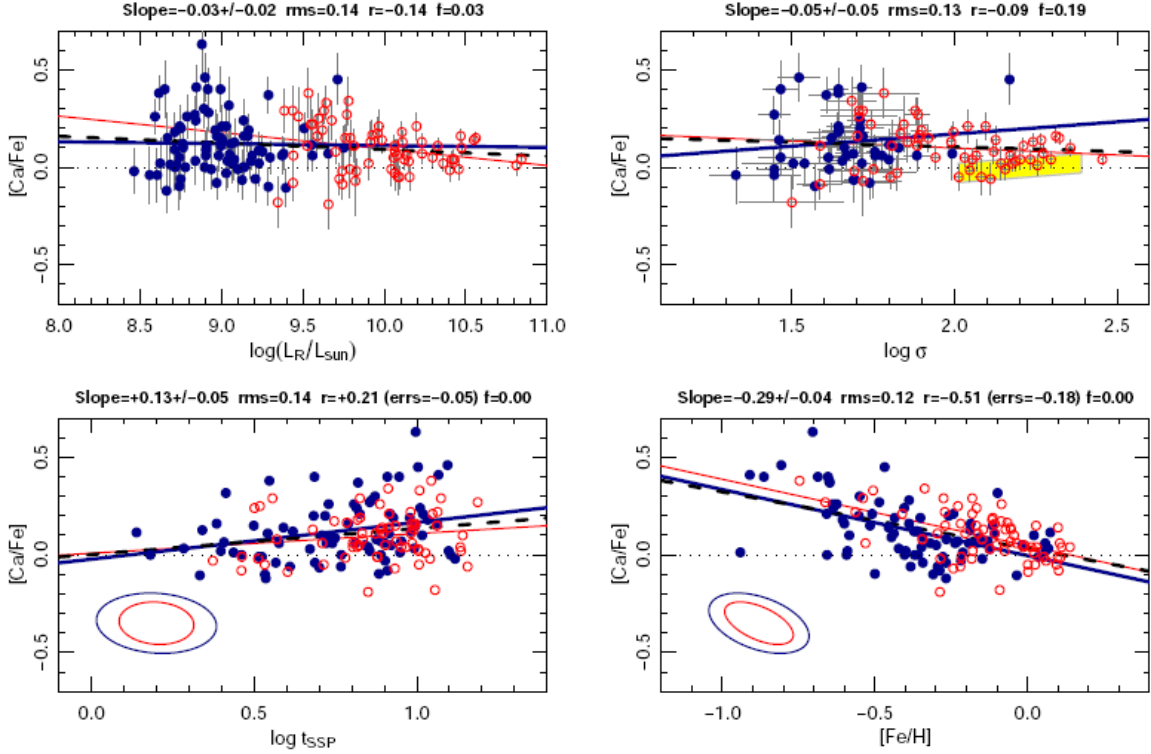 Slope=−0.03+/−0.02 rms=0.14 r=−0.14 f=0.03
Slope=−0.05+/−0.05 rms=0.13 r=−0.09 f=0.19
[Ca/Fe]
0.5
0.0
−0.5
8.0 8.5 9.0 9.5 10.0 10.5 11.0
log(L_R/L_sun)
[Ca/Fe]
0.5
0.0
−0.5
1.5 2.0 2.5
log σ
Slope=+0.13+/−0.05 rms=0.14 r=+0.21 (errs=−0.05) f=0.00
Slope=−0.29+/−0.04 rms=0.12 r=−0.51 (errs=−0.18) f=0.00
[Ca/Fe]
0.5
0.0
−0.5
0.0 0.5 1.0
log t_SSP
[Ca/Fe]
0.5
0.0
−0.5
−1.0 −0.5 0.0
[Fe/H]